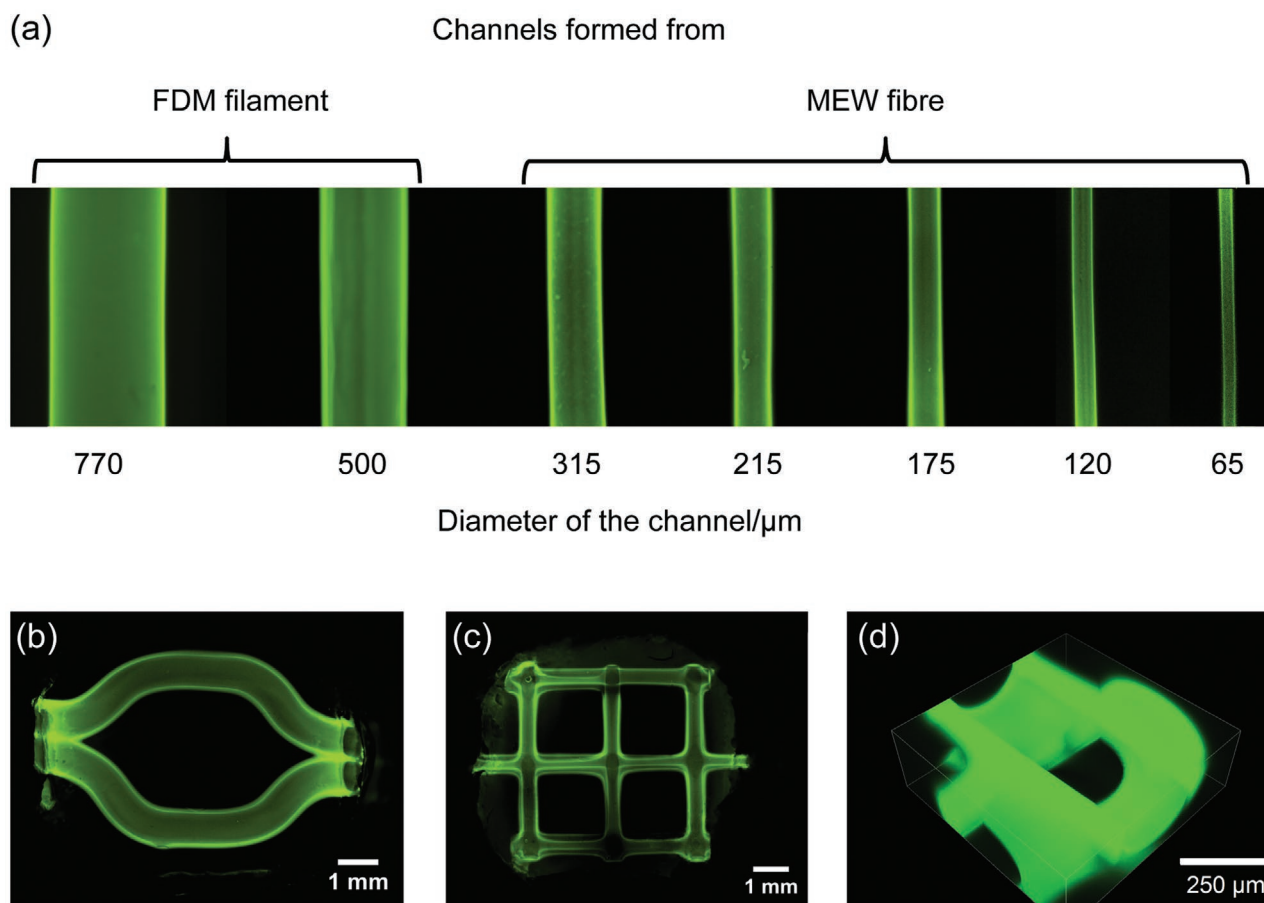 (a)
Channels formed from
FDM filament MEW fibre
770 500 315 215 175 120 65
Diameter of the channel/µm
(b) (c) (d)
1 mm 1 mm 250 µm